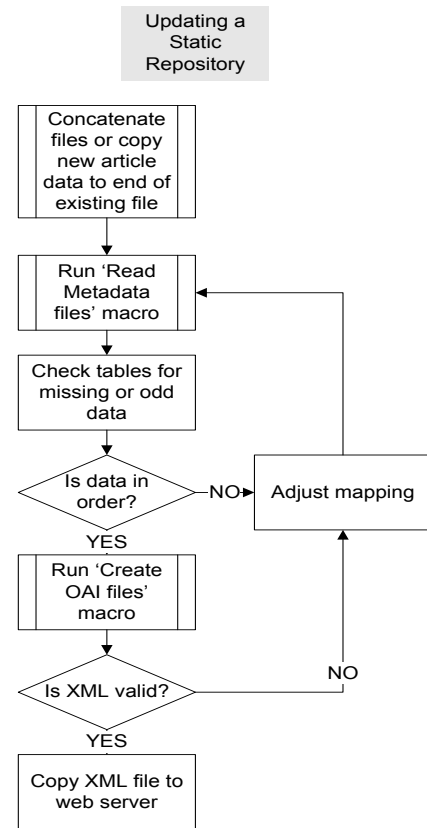 Updating a
Static
Repository
Concatenate
files or copy
new article
data to end of
existing file
Run ‘Read
Metadata
files’ macro
Check tables for
missing or odd
data
Is data in
order?
NO
Adjust mapping
YES
Run ‘Create
OAI files’
macro
Is XML valid?
NO
YES
Copy XML file to
web server